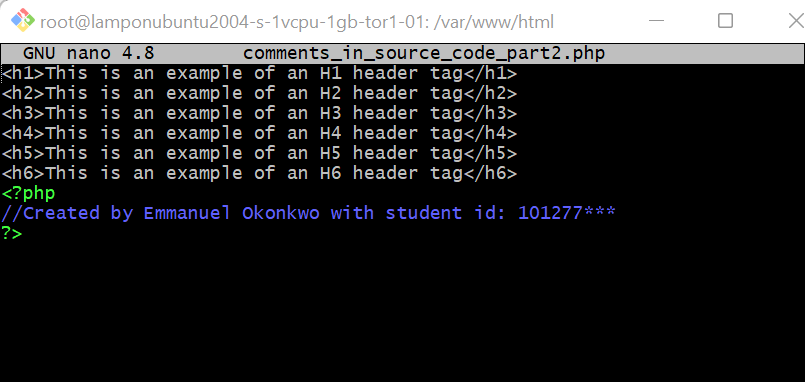 root@lamponubuntu2004-s-1vcpu-1gb-tor1-01: /var/www/html
GNU nano 4.8 comments_in_source_code_part2.php
<h1>This is an example of an H1 header tag</h1>
<h2>This is an example of an H2 header tag</h2>
<h3>This is an example of an H3 header tag</h3>
<h4>This is an example of an H4 header tag</h4>
<h5>This is an example of an H5 header tag</h5>
<h6>This is an example of an H6 header tag</h6>
<?php
//Created by Emmanuel Okonkwo with student id: 101277***
?>